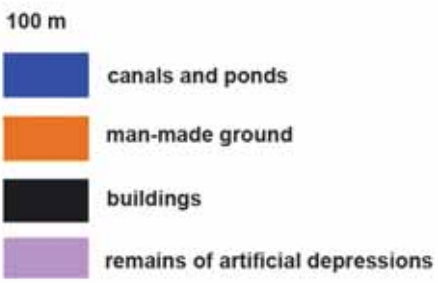 100 m
canals and ponds
man-made ground
buildings
remains of artificial depressions